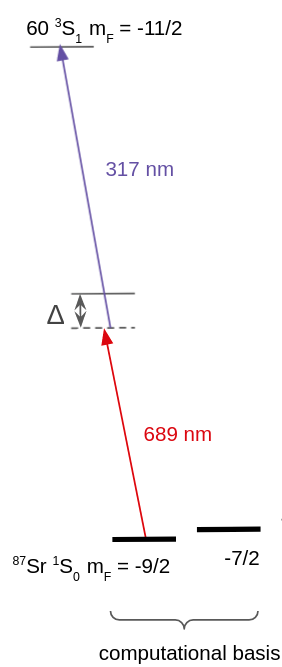 60 ³S₁ m_F = -11/2
317 nm
Δ
689 nm
⁸⁷Sr ¹S₀ m_F = -9/2
-7/2
computational basis